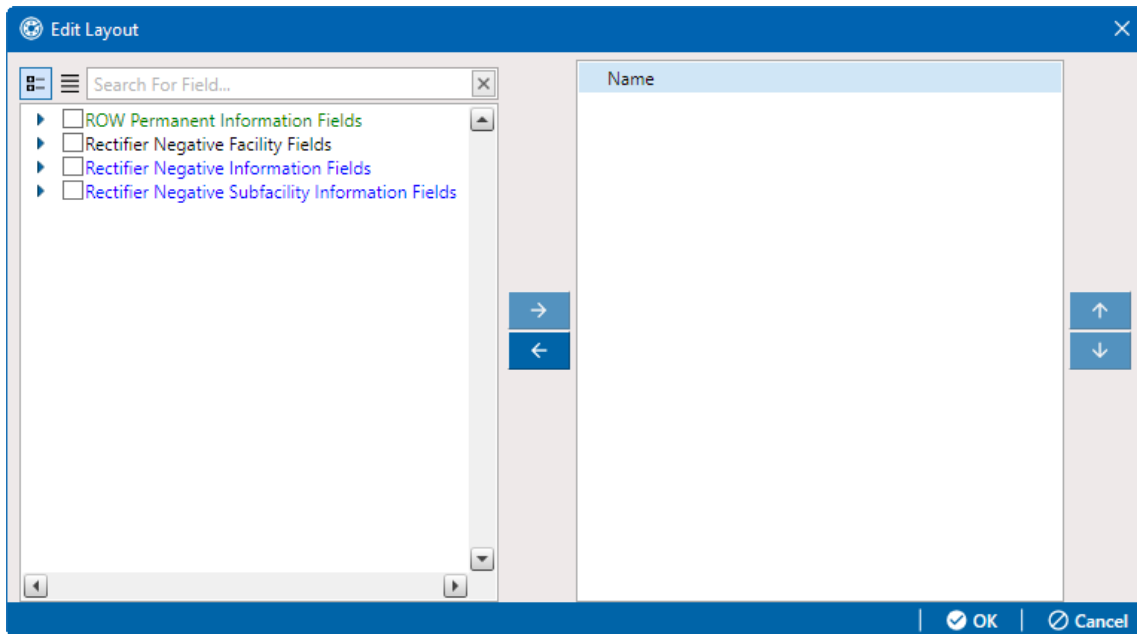 Edit Layout
Search For Field...
Name
ROW Permanent Information Fields
Rectifier Negative Facility Fields
Rectifier Negative Information Fields
Rectifier Negative Subfacility Information Fields
OK
Cancel